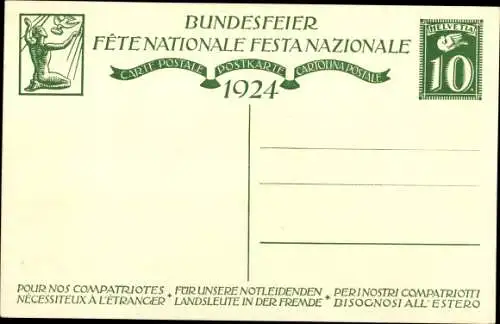 BUNDESFEIER
FÊTE NATIONALE FESTA NAZIONALE
CARTE POSTALE POSTKARTE CARTOLINA POSTALE
1924
HELVETIA
10
POUR NOS COMPATRIOTES + FÜR UNSERE NOTLEIDENDEN + PER I NOSTRI COMPATRIOTTI
NÉCESSITEUX À L'ÉTRANGER + LANDSLEUTE IN DER FREMDE + BISOGNOSI ALL'ESTERO